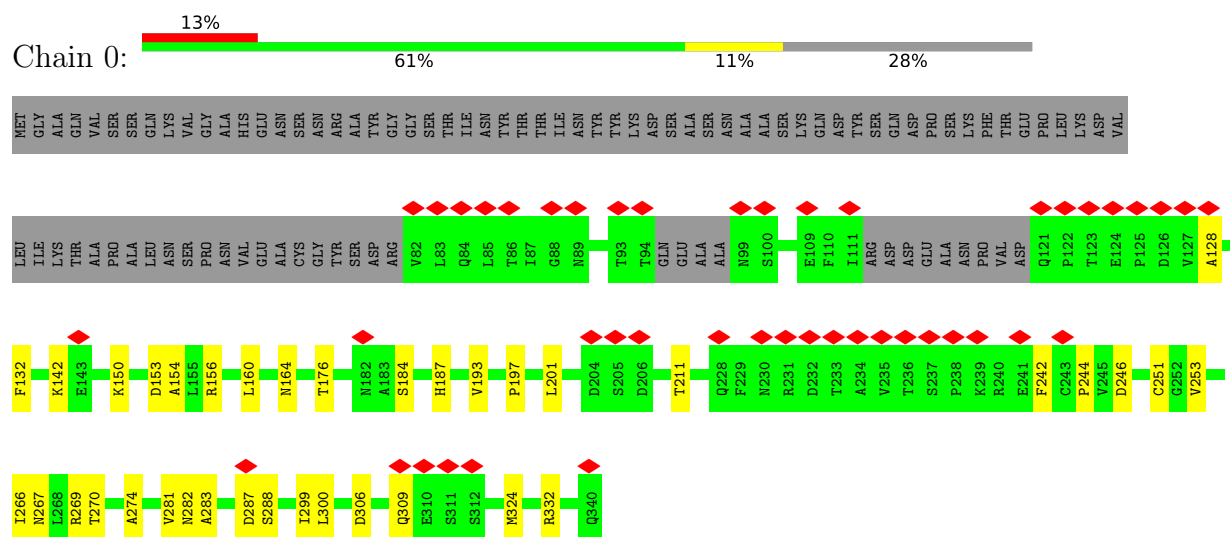 13%
Chain 0:
61% 11% 28%
MET GLY ALA GLN VAL SER SER GLN LYS VAL GLY ALA HIS GLU ASN SER ASN ARG ALA TYR GLY GLY SER THR ILE ASN TYR THR THR ILE ASN TYR TYR LYS ASP SER ALA SER ASN ALA ALA SER LYS GLN ASP TYR SER GLN ASP PRO SER LYS PHE THR GLU PRO LEU LYS ASP VAL
LEU ILE LYS THR ALA PRO ALA LEU ASN SER PRO ASN VAL GLU ALA CYS GLY TYR SER ASP ARG V82 L83 Q84 L85 T86 I87 G88 N89 T93 T94 GLN GLU ALA ALA N99 S100 E109 F110 I111 ARG ASP ASP GLU ALA ASN PRO VAL ASP Q121 P122 T123 E124 P125 D126 V127 A128
F132 K142 E143 K150 D153 A154 L155 R156 L160 N164 T176 N182 A183 S184 H187 V193 P197 L201 D204 S205 D206 T211 Q228 F229 N230 R231 D232 T233 A234 V235 T236 S237 P238 K239 R240 E241 F242 C243 P244 V245 D246 C251 G252 V253
I266 N267 L268 R269 T270 A274 V281 N282 A283 D287 S288 I299 L300 D306 Q309 E310 S311 S312 M324 R332 Q340